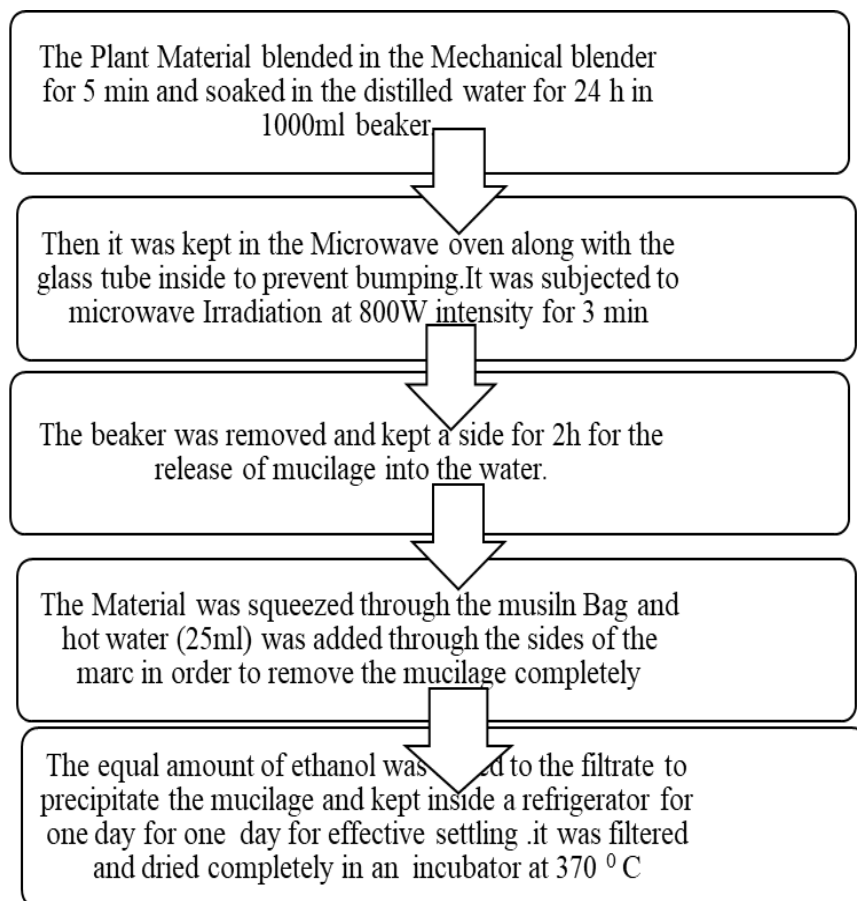 The Plant Material blended in the Mechanical blender
for 5 min and soaked in the distilled water for 24 h in
1000ml beaker.
Then it was kept in the Microwave oven along with the
glass tube inside to prevent bumping.It was subjected to
microwave Irradiation at 800W intensity for 3 min
The beaker was removed and kept a side for 2h for the
release of mucilage into the water.
The Material was squeezed through the musiln Bag and
hot water (25ml) was added through the sides of the
marc in order to remove the mucilage completely
The equal amount of ethanol was to the filtrate to
precipitate the mucilage and kept inside a refrigerator for
one day for one day for effective settling .it was filtered
and dried completely in an incubator at 370 ⁰ C